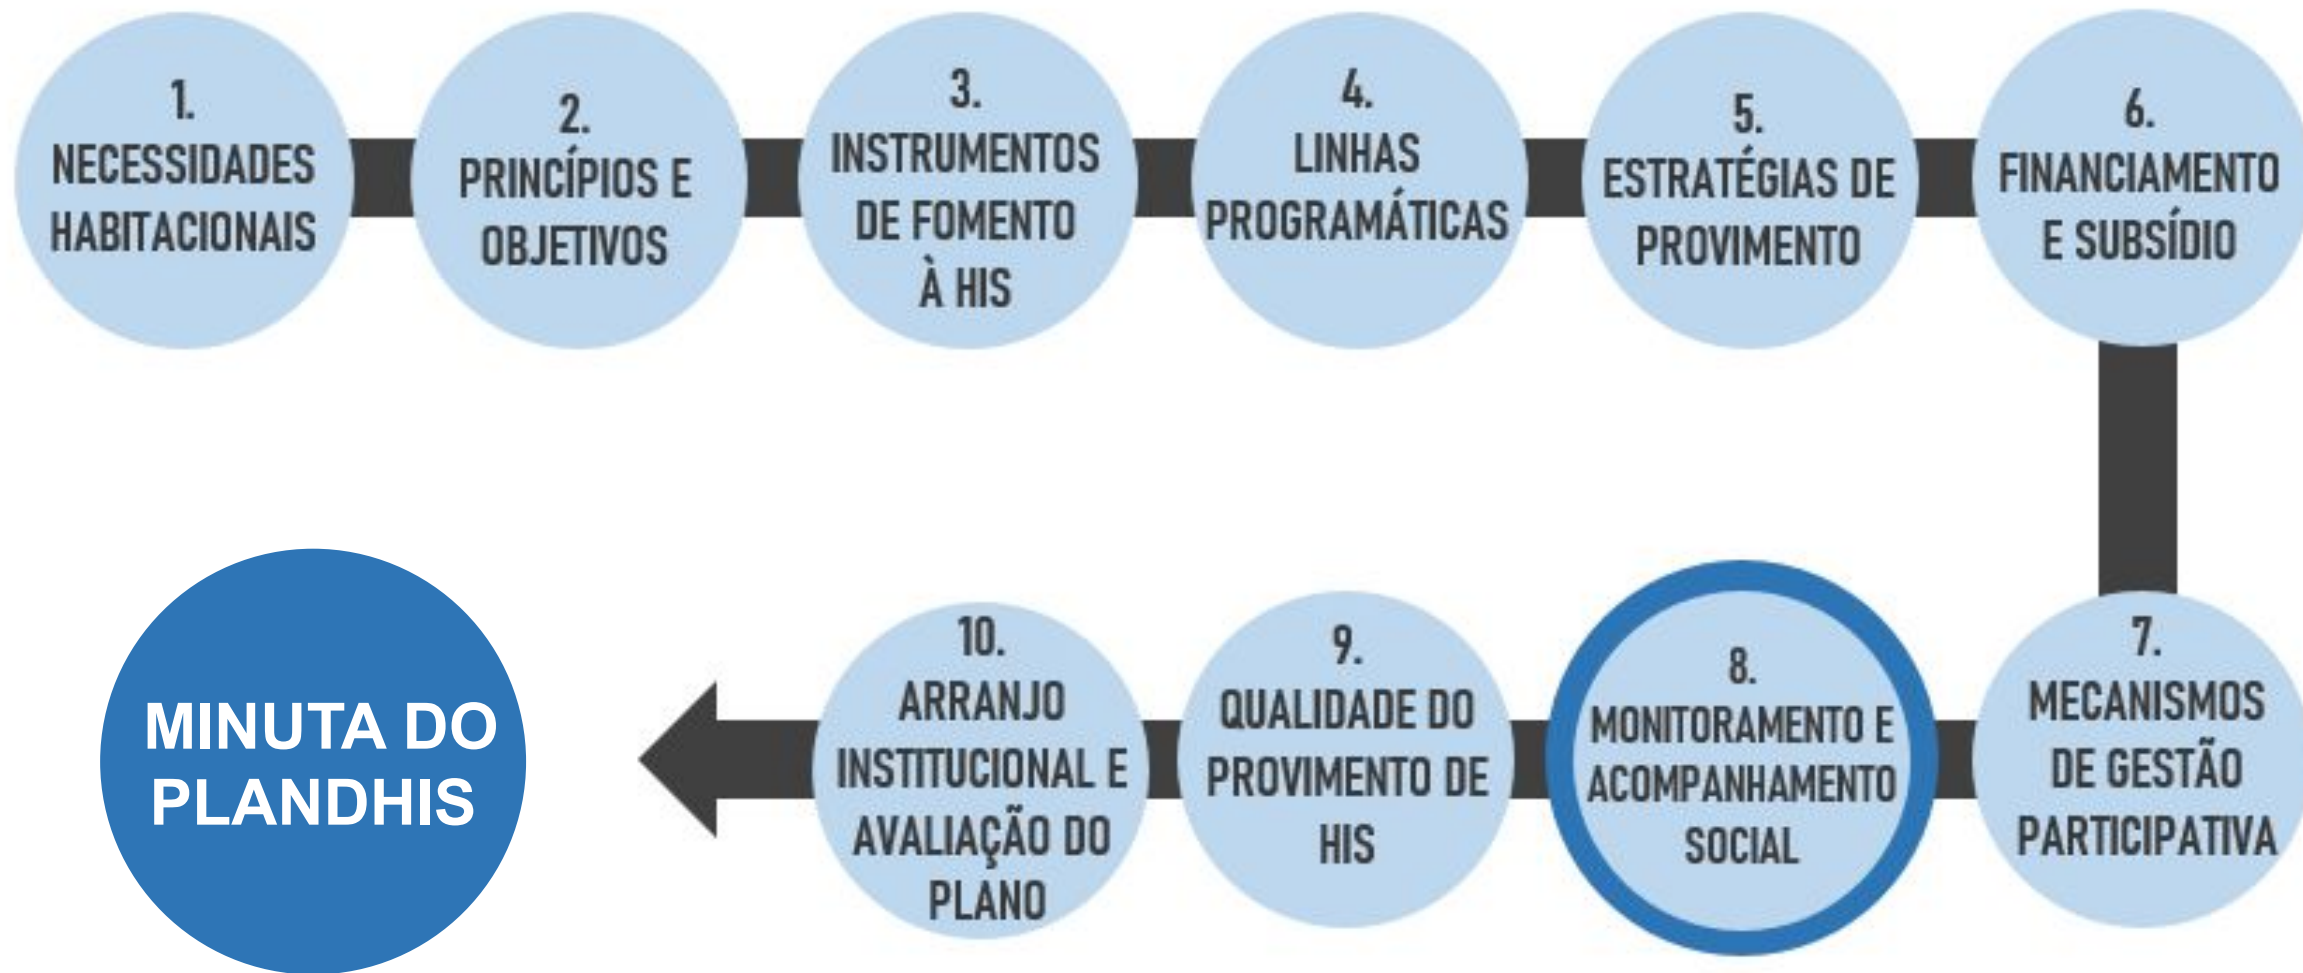 1.
NECESSIDADES
HABITACIONAIS
2.
PRINCÍPIOS E
OBJETIVOS
3.
INSTRUMENTOS
DE FOMENTO
À HIS
4.
LINHAS
PROGRAMÁTICAS
5.
ESTRATÉGIAS DE
PROVIMENTO
6.
FINANCIAMENTO
E SUBSÍDIO
7.
MECANISMOS
DE GESTÃO
PARTICIPATIVA
8.
MONITORAMENTO E
ACOMPANHAMENTO
SOCIAL
9.
QUALIDADE DO
PROVIMENTO DE
HIS
10.
ARRANJO
INSTITUCIONAL E
AVALIAÇÃO DO
PLANO
MINUTA DO
PLANDHIS